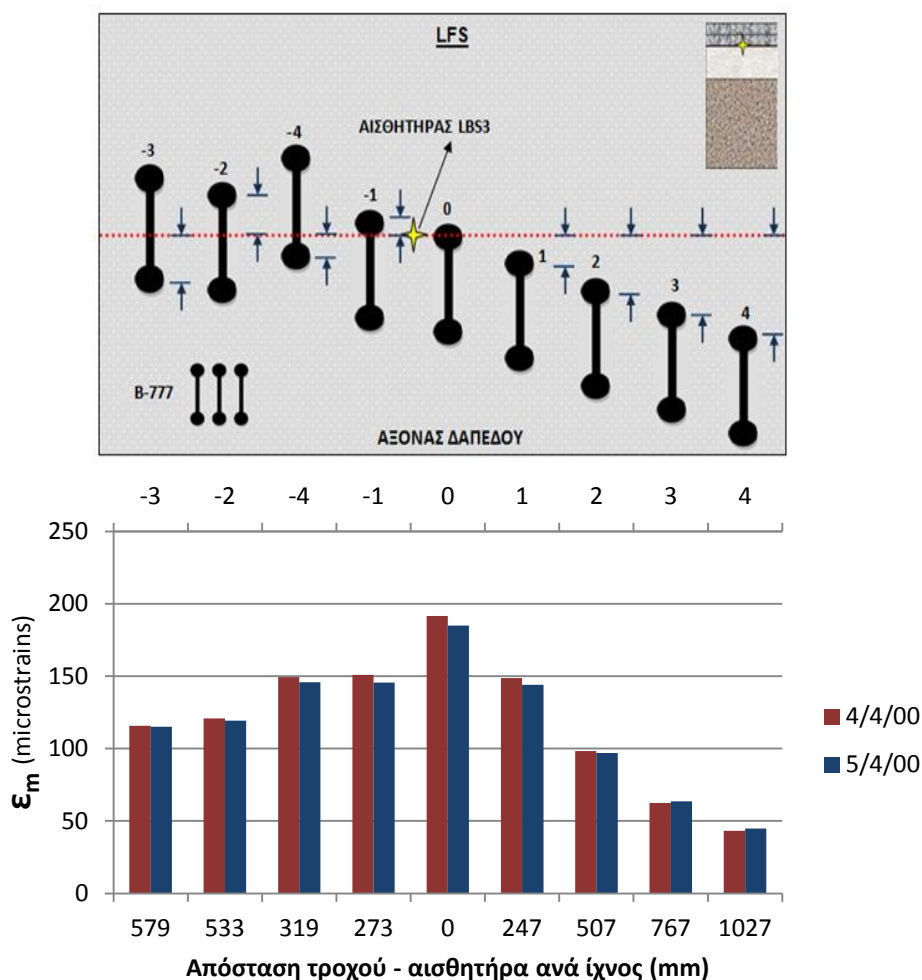 LFS
ΑΙΣΘΗΤΗΡΑΣ LBS3
-3 -2 -4 -1 0 1 2 3 4
B-777
ΑΞΟΝΑΣ ΔΑΠΕΔΟΥ
-3 -2 -4 -1 0 1 2 3 4
250
200
150
100
50
0
εm (microstrains)
4/4/00
5/4/00
579 533 319 273 0 247 507 767 1027
Απόσταση τροχού - αισθητήρα ανά ίχνος (mm)